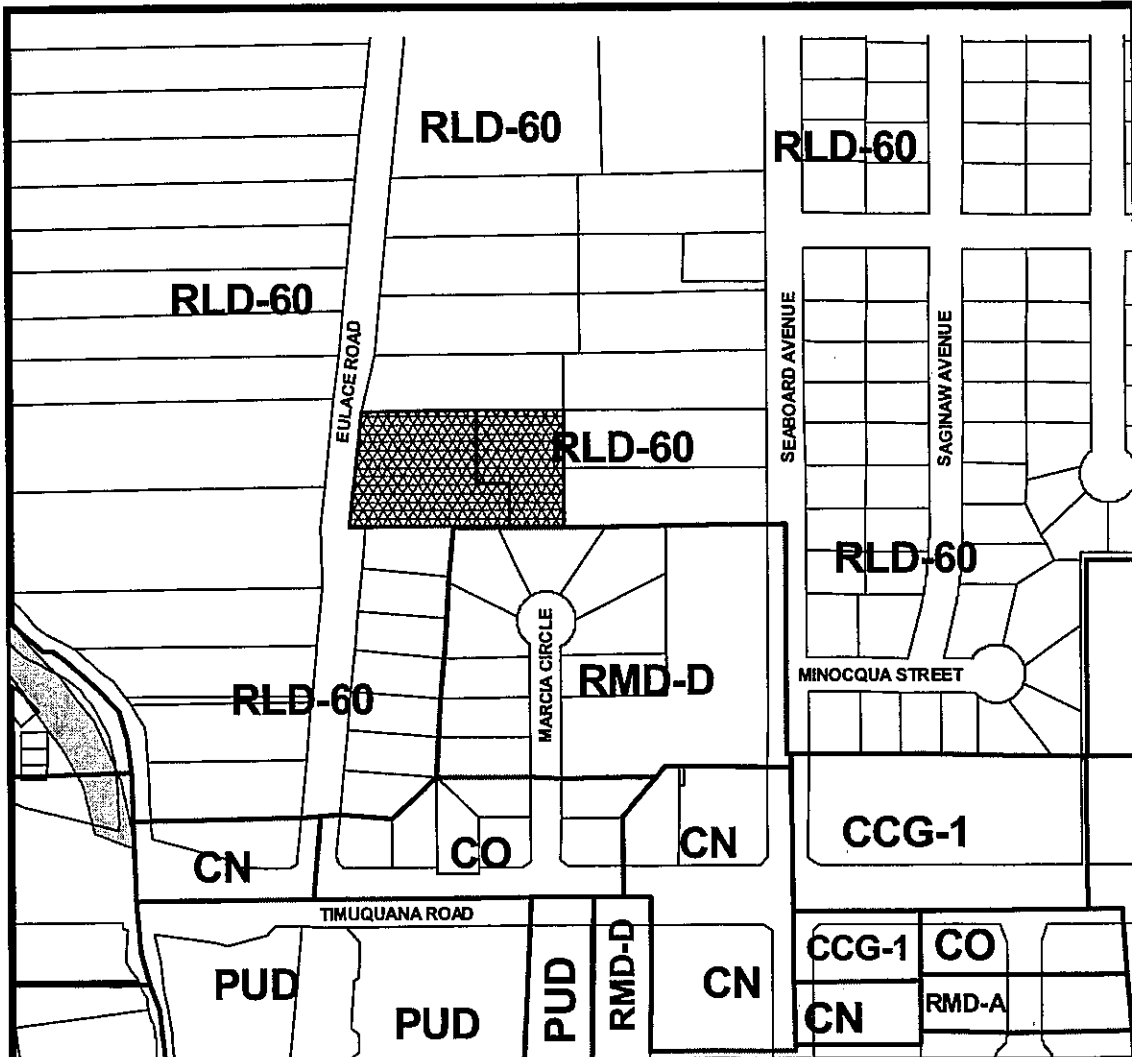 RLD-60
RLD-60
RLD-60
EULACE ROAD
SEABOARD AVENUE
SAGINAW AVENUE
RLD-60
RLD-60
MARCIA CIRCLE
RLD-60
RMD-D
MINOCQUA STREET
CN
CO
CN
CCG-1
TIMUQUANA ROAD
PUD
PUD
PUD
RMD-D
CN
CCG-1
CO
CN
RMD-A